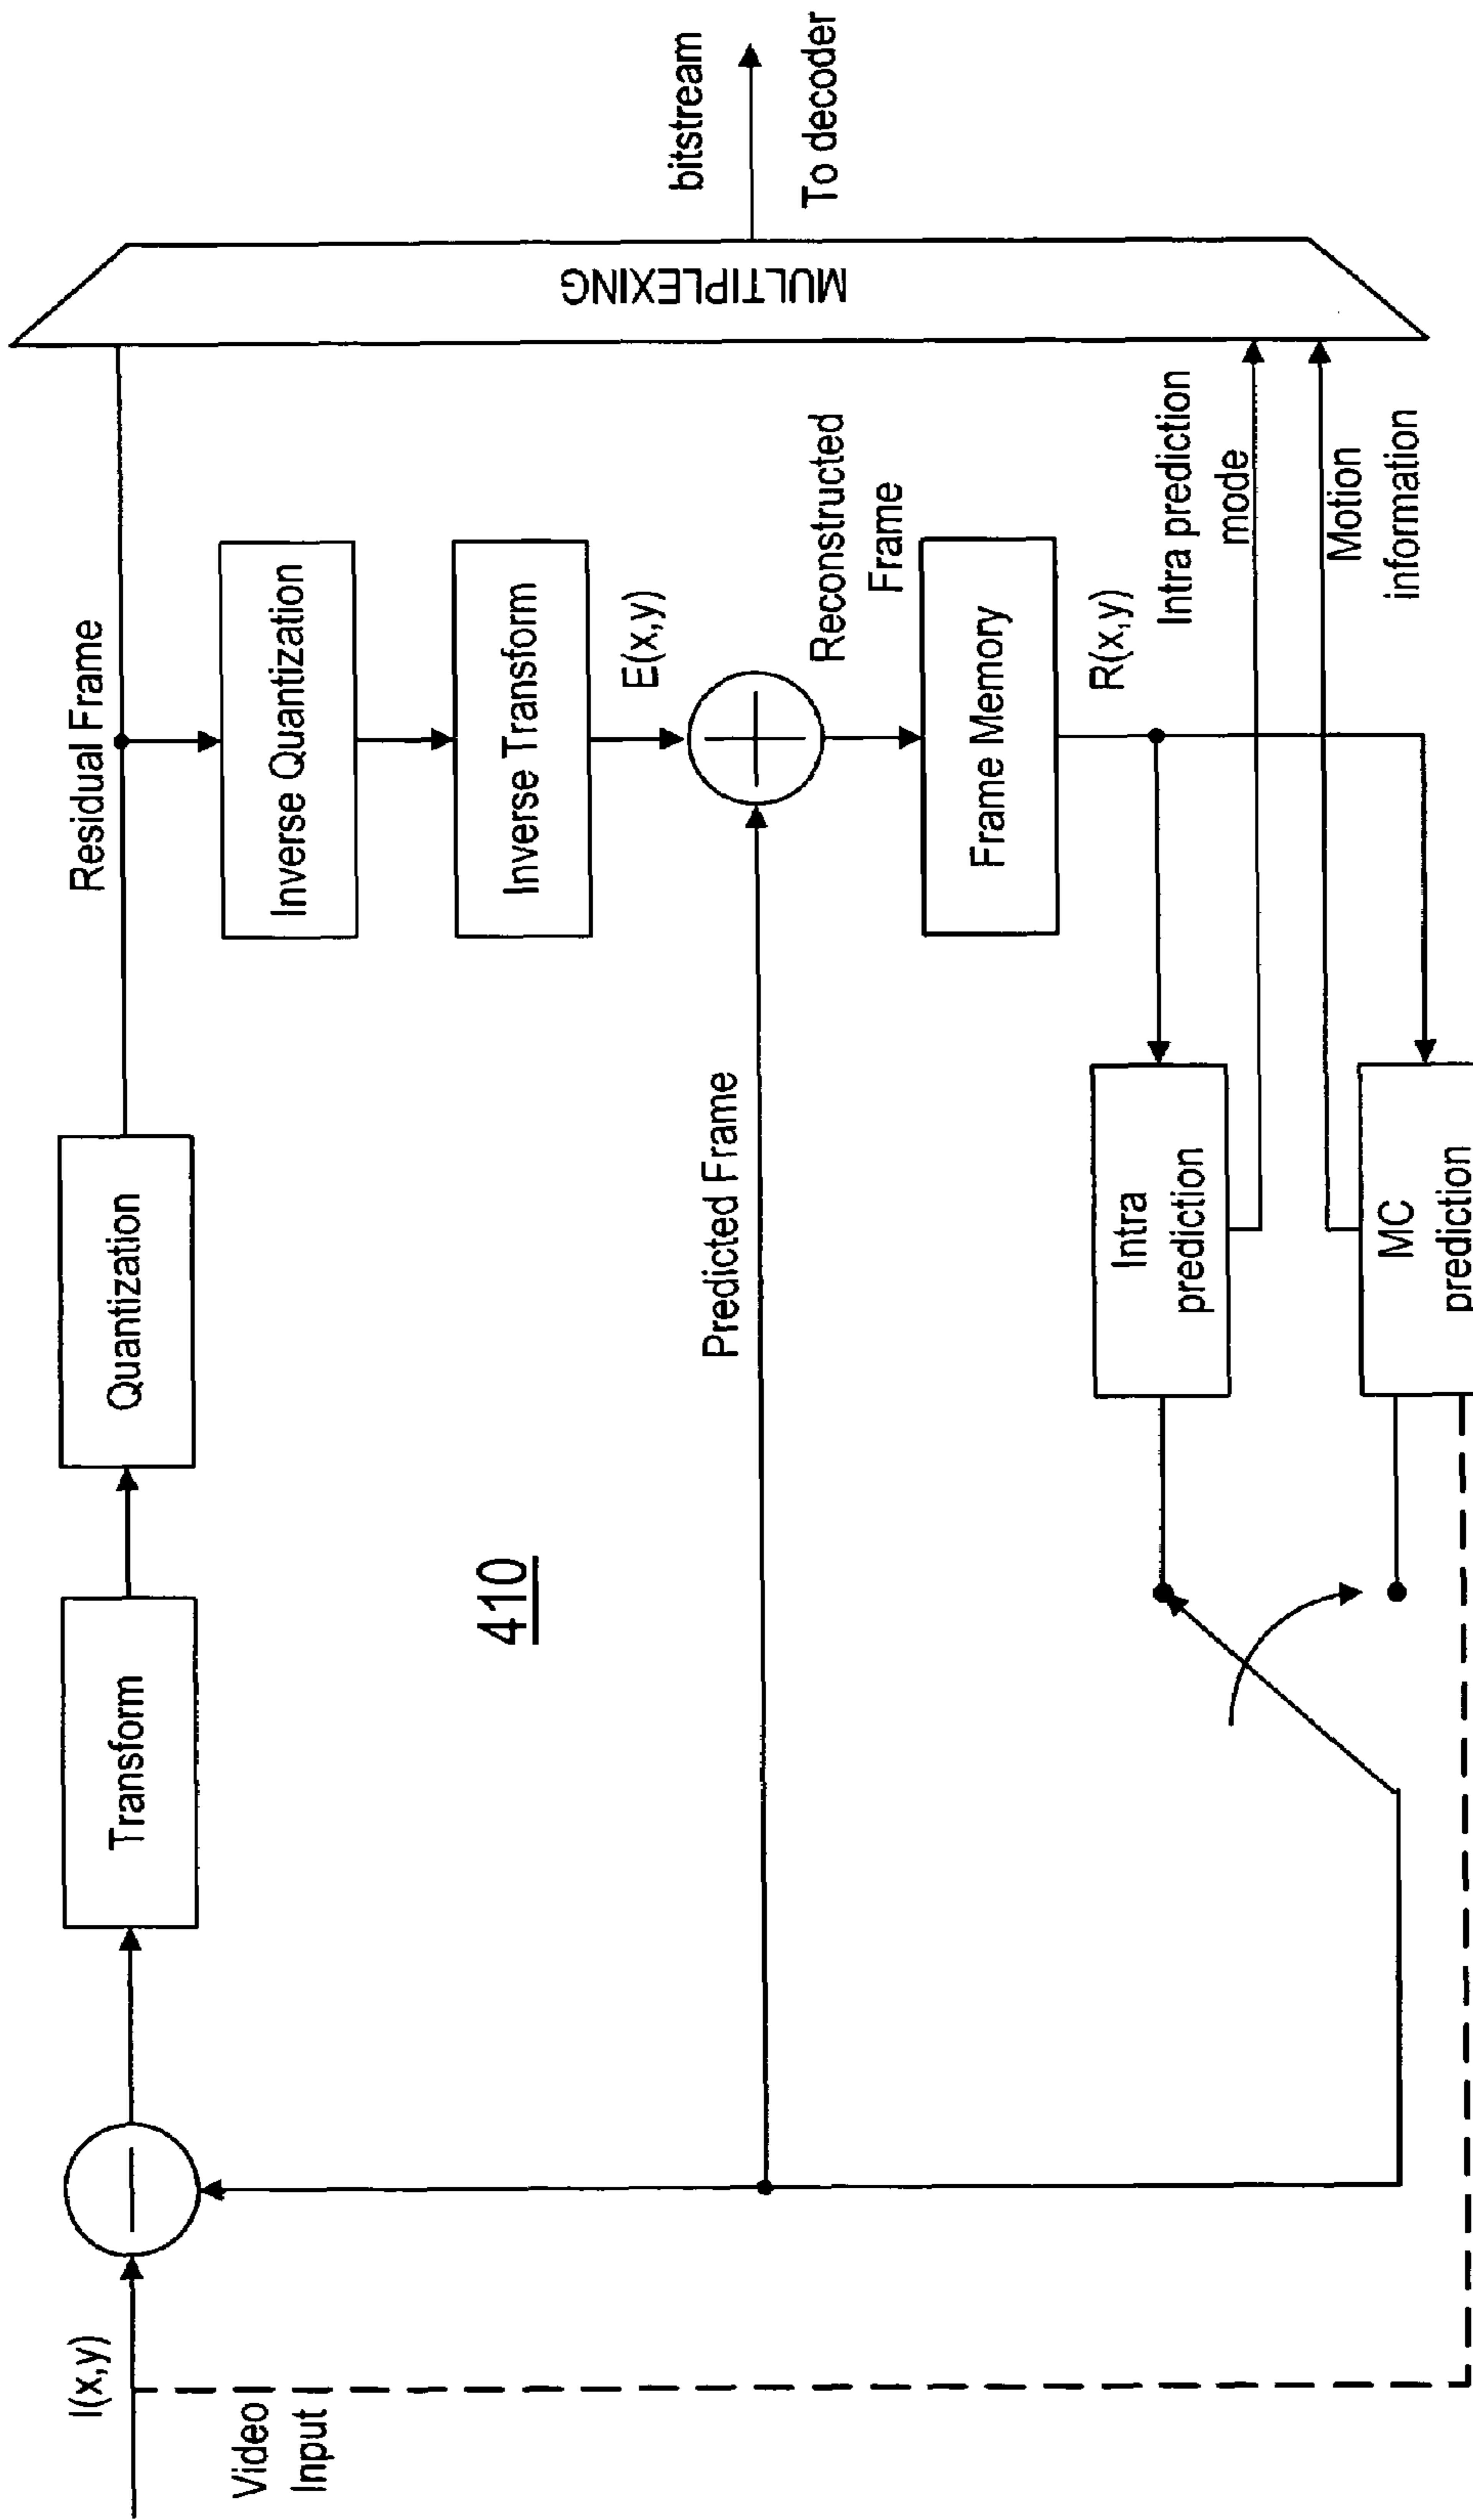 I(x,y)
Video
Input
Transform
Quantization
Residual Frame
410
Inverse Quantization
Inverse Transform
E(x,y)
Predicted Frame
Reconstructed
Frame
Frame Memory
R(x,y)
Intra
prediction
MC
prediction
Intra prediction
mode
Motion
information
MULTIPLEXING
bitstream
To decoder